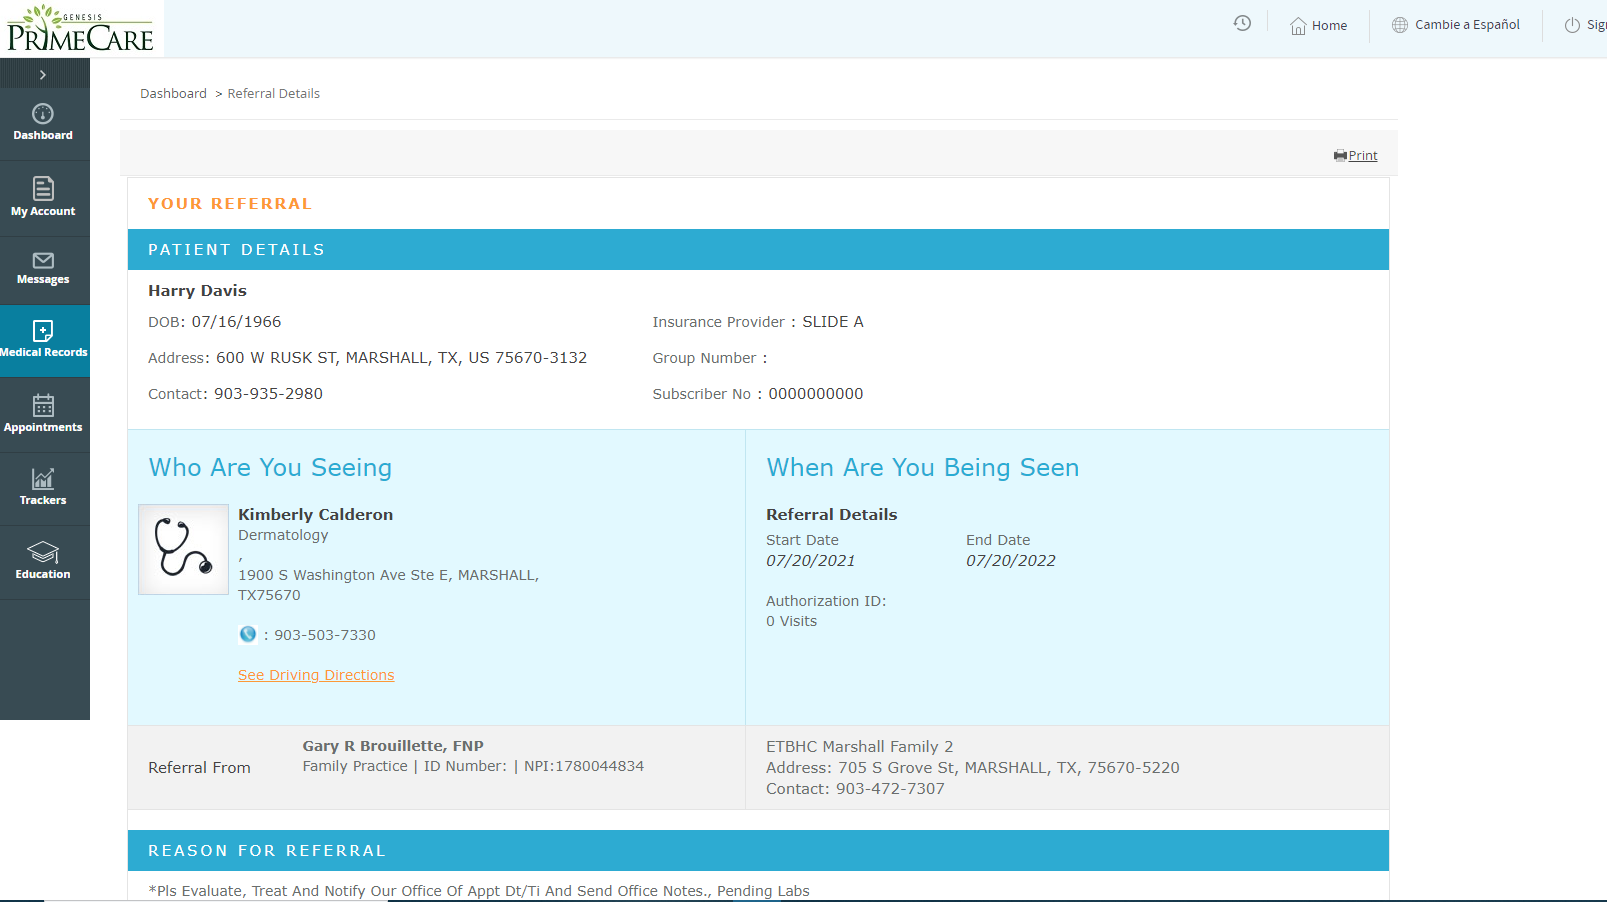 GENESIS
PRIMECARE
Home
Cambie a Español
Sig
Dashboard > Referral Details
Dashboard
My Account
Messages
Medical Records
Appointments
Trackers
Education
Print
YOUR REFERRAL
PATIENT DETAILS
Harry Davis
DOB: 07/16/1966
Insurance Provider : SLIDE A
Address: 600 W RUSK ST, MARSHALL, TX, US 75670-3132
Group Number :
Contact: 903-935-2980
Subscriber No : 0000000000
Who Are You Seeing
Kimberly Calderon
Dermatology
,
1900 S Washington Ave Ste E, MARSHALL,
TX75670
: 903-503-7330
See Driving Directions
When Are You Being Seen
Referral Details
Start Date End Date
07/20/2021 07/20/2022
Authorization ID:
0 Visits
Referral From
Gary R Brouillette, FNP
Family Practice | ID Number: | NPI:1780044834
ETBHC Marshall Family 2
Address: 705 S Grove St, MARSHALL, TX, 75670-5220
Contact: 903-472-7307
REASON FOR REFERRAL
*Pls Evaluate, Treat And Notify Our Office Of Appt Dt/Ti And Send Office Notes., Pending Labs